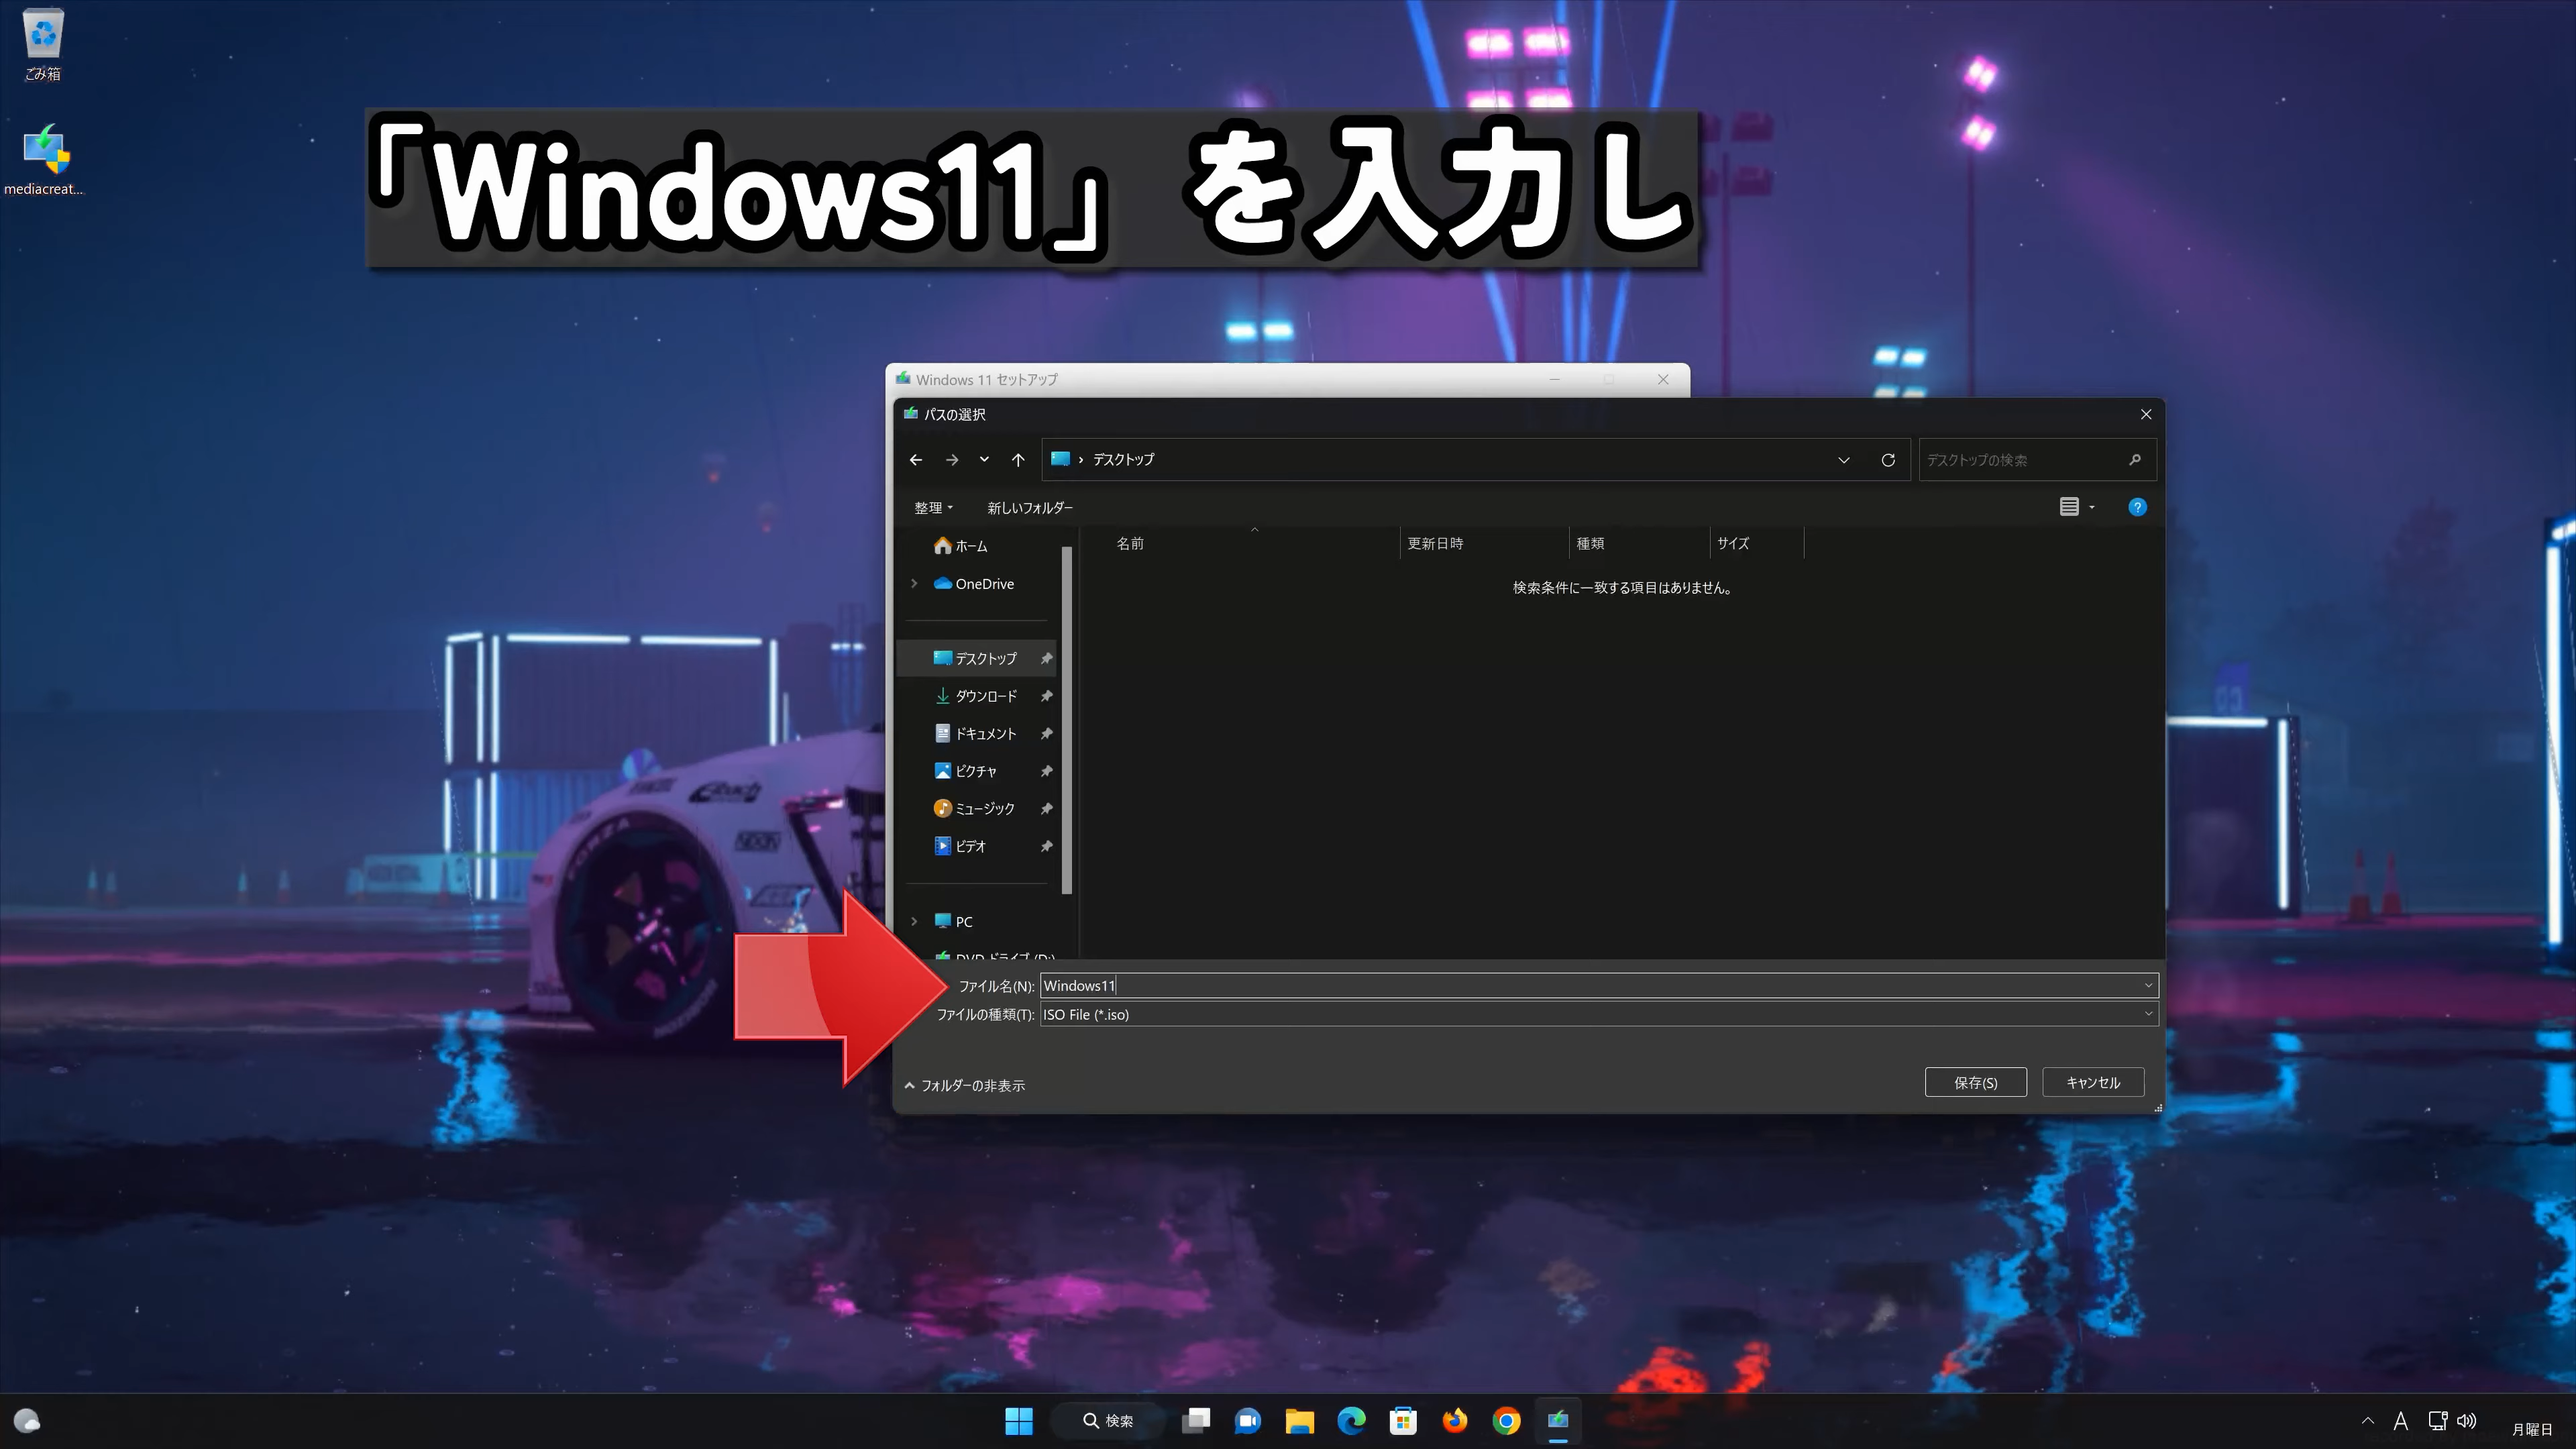 ごみ箱
mediacreat...
「Windows11」を入力し
Windows 11 セットアップ
パスの選択
デスクトップ
デスクトップの検索
整理
新しいフォルダー
ホーム
OneDrive
デスクトップ
ダウンロード
ドキュメント
ピクチャ
ミュージック
ビデオ
PC
DVD ドライブ (D:)
名前
更新日時
種類
サイズ
検索条件に一致する項目はありません。
ファイル名(N):
Windows11
ファイルの種類(T):
ISO File (*.iso)
フォルダーの非表示
保存(S)
キャンセル
検索
A
月曜日